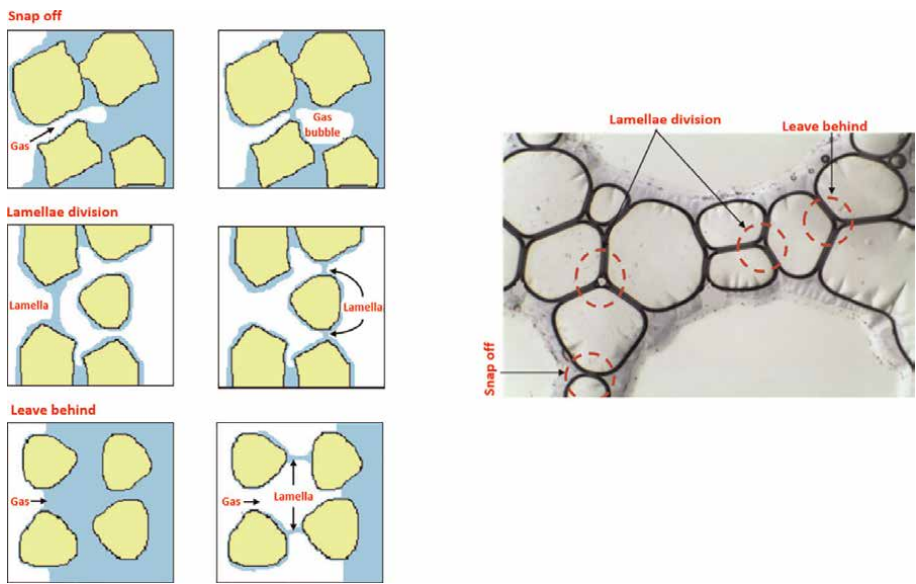 Snap off
Gas
Gas
bubble
Lamellae division
Lamella
Lamella
Leave behind
Gas
Gas
Lamella
Lamellae division
Leave behind
Snap off